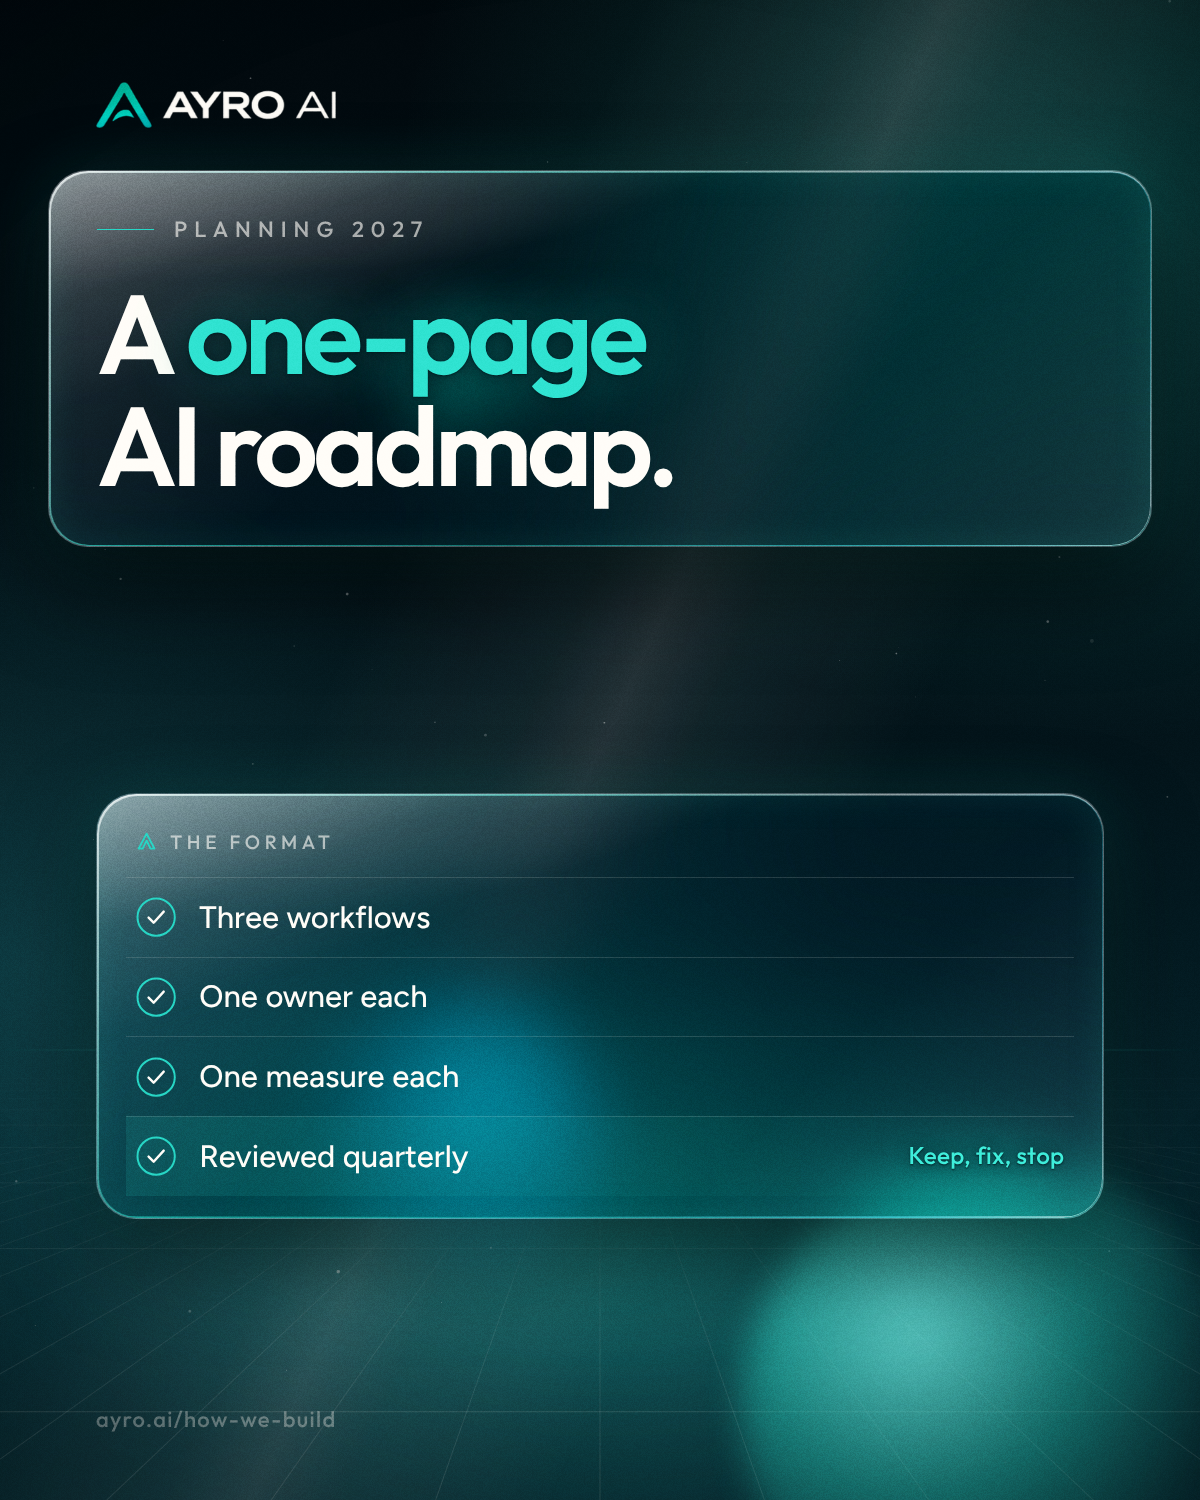 AYRO AI
PLANNING 2027
A one-page
AI roadmap.
THE FORMAT
Three workflows
One owner each
One measure each
Reviewed quarterly
Keep, fix, stop
ayro.ai/how-we-build